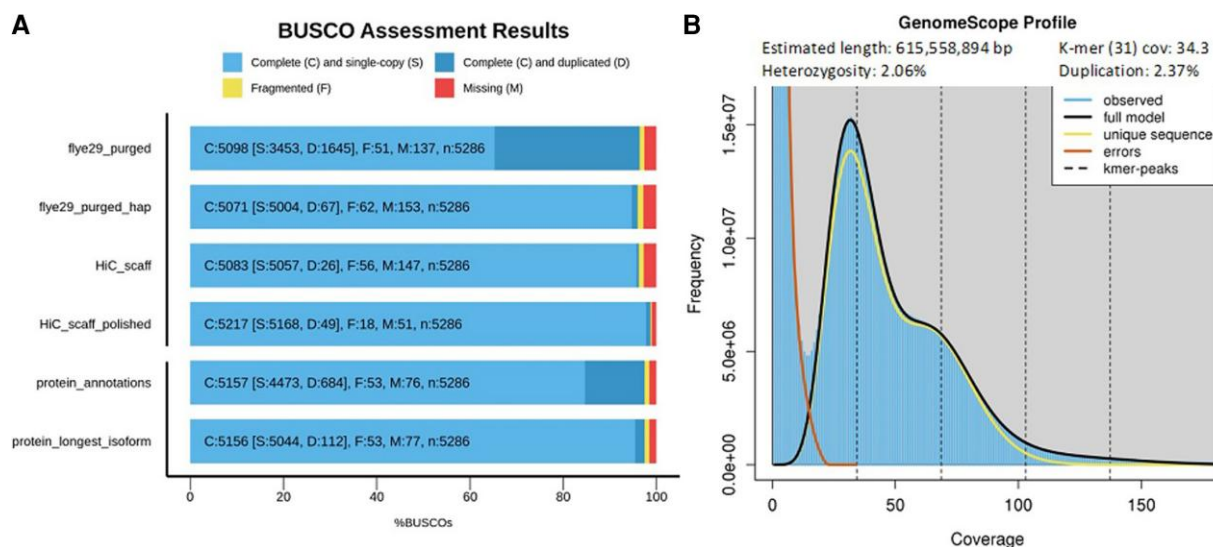 A
BUSCO Assessment Results
Complete (C) and single-copy (S)
Complete (C) and duplicated (D)
Fragmented (F)
Missing (M)
flye29_purged
C:5098 [S:3453, D:1645], F:51, M:137, n:5286
flye29_purged_hap
C:5071 [S:5004, D:67], F:62, M:153, n:5286
HiC_scaff
C:5083 [S:5057, D:26], F:56, M:147, n:5286
HiC_scaff_polished
C:5217 [S:5168, D:49], F:18, M:51, n:5286
protein_annotations
C:5157 [S:4473, D:684], F:53, M:76, n:5286
protein_longest_isoform
C:5156 [S:5044, D:112], F:53, M:77, n:5286
0 20 40 60 80 100
%BUSCOs
B
GenomeScope Profile
Estimated length: 615,558,894 bp K-mer (31) cov: 34.3
Heterozygosity: 2.06% Duplication: 2.37%
observed
full model
unique sequence
errors
kmer-peaks
Frequency
1.5e+07
1.0e+07
5.0e+06
0.0e+00
0 50 100 150
Coverage